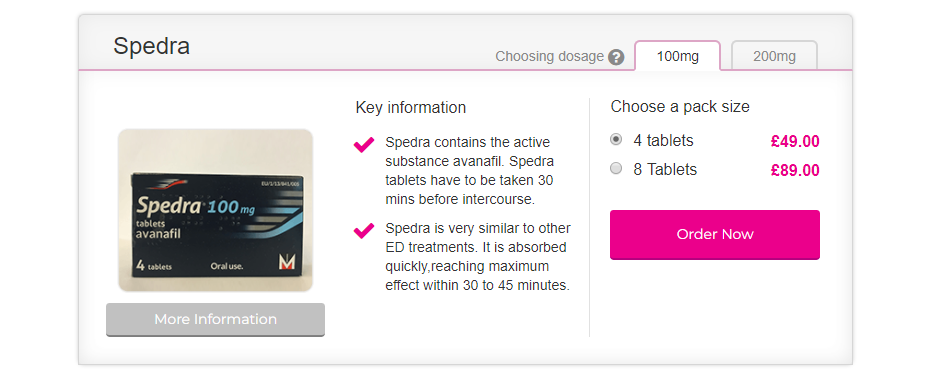 Spedra
Choosing dosage ?
100mg
200mg
Key information
Spedra contains the active
substance avanafil. Spedra
tablets have to be taken 30
mins before intercourse.
Spedra is very similar to other
ED treatments. It is absorbed
quickly,reaching maximum
effect within 30 to 45 minutes.
Choose a pack size
4 tablets £49.00
8 Tablets £89.00
Order Now
Spedra 100 mg
tablets
avanafil
4 tablets Oral use.
M
More Information